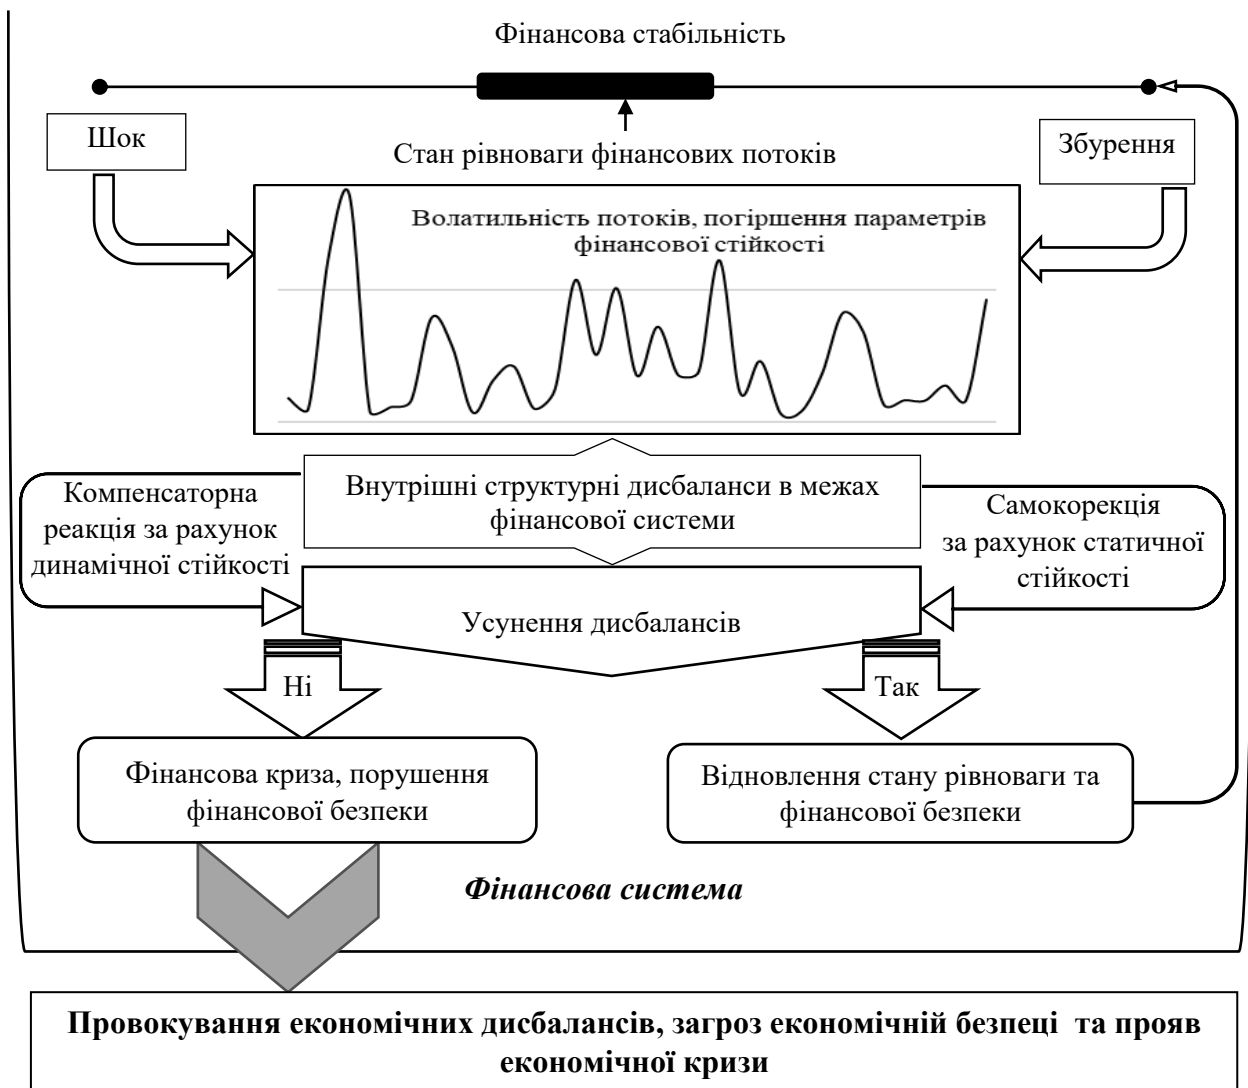 Фінансова стабільність
Шок
Стан рівноваги фінансових потоків
Збурення
Волатильність потоків, погіршення параметрів
фінансової стійкості
Компенсаторна
реакція за рахунок
динамічної стійкості
Внутрішні структурні дисбаланси в межах
фінансової системи
Самокорекція
за рахунок статичної
стійкості
Усунення дисбалансів
Ні
Так
Фінансова криза, порушення
фінансової безпеки
Відновлення стану рівноваги та
фінансової безпеки
Фінансова система
Провокування економічних дисбалансів, загроз економічній безпеці та прояв
економічної кризи